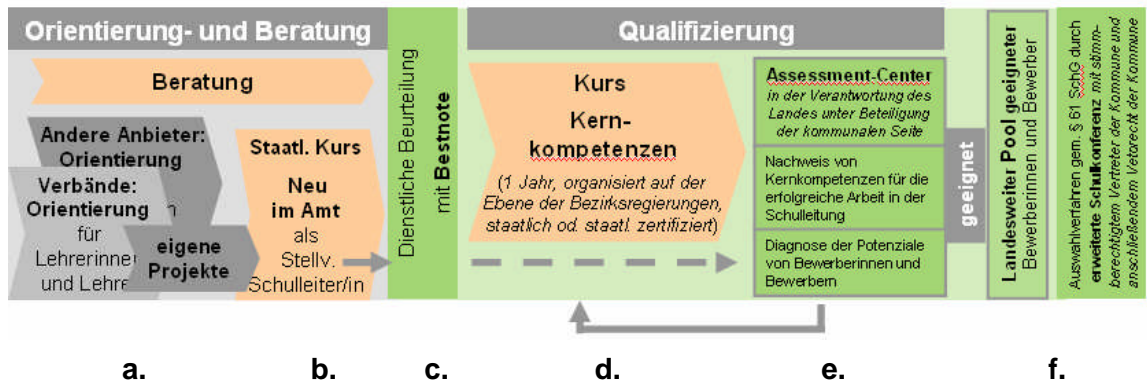 Orientierung- und Beratung
Beratung
Andere Anbieter:
Orientierung
Verbände:
Orientierung
für
Lehrerinne
und Lehre
eigene
Projekte
Staatl. Kurs
Neu
im Amt
als
Stellv.
Schulleiter/in
Dienstliche Beurteilung
mit Bestnote
Qualifizierung
Kurs
Kern-
kompetenzen
(1 Jahr, organisiert auf der
Ebene der Bezirksregierungen,
staatlich od. staatl. zertifiziert)
Assessment-Center
in der Verantwortung des
Landes unter Beteiligung
der kommunalen Seite
Nachweis von
Kernkompetenzen für die
erfolgreiche Arbeit in der
Schulleitung
Diagnose der Potenziale
von Bewerberinnen und
Bewerbern
geeignet
Landesweiter Pool geeigneter
Bewerberinnen und Bewerber
Auswahlverfahren gem. § 61 SchG durch
erweiterte Schulkonferenz mit stimm-
berechtigtem Vertreter der Kommune und
anschließendem Vetorecht der Kommune
a. b. c. d. e. f.